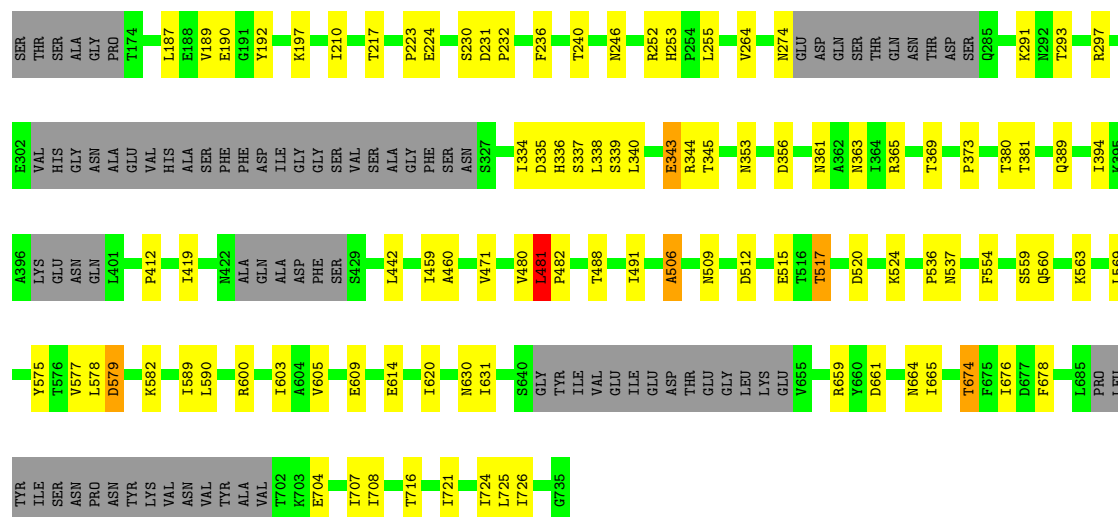 SER THR SER ALA GLY PRO T174 L187 E188 V189 E190 G191 Y192 K197 I210 T217 P223 E224 S230 D231 P232 F236 T240 N246 R252 H253 P254 L255 V264 N274 GLU ASP GLN SER THR GLN ASN THR ASP SER Q285 K291 N292 T293 R297
E302 VAL HIS GLY ASN ALA GLU VAL HIS ALA SER PHE PHE ASP ILE GLY GLY SER VAL SER ALA GLY PHE SER ASN S327 I334 D335 H336 S337 L338 S339 L340 E343 R344 T345 N353 D356 N361 A362 N363 I364 R365 T369 P373 T380 T381 Q389 I394 K395
A396 LYS GLU ASN GLN L401 P412 I419 N422 ALA GLN ALA ASP PHE SER S429 L442 I459 A460 V471 V480 L481 P482 T488 I491 A506 N509 D512 E515 T516 T517 D520 K524 P536 N537 F554 S559 Q560 K563 L569
Y575 T576 V577 L578 D579 K582 I589 L590 R600 I603 A604 V605 E609 E614 I620 N630 I631 S640 GLY TYR ILE VAL GLU ILE GLU ASP THR GLU GLY LEU LYS GLU V655 R659 Y660 D661 N664 I665 T674 F675 I676 D677 F678 L685 PRO LEU
TYR ILE SER ASN PRO ASN TYR LYS VAL ASN VAL TYR ALA VAL T702 K703 E704 I707 I708 T716 I721 I724 L725 I726 G735